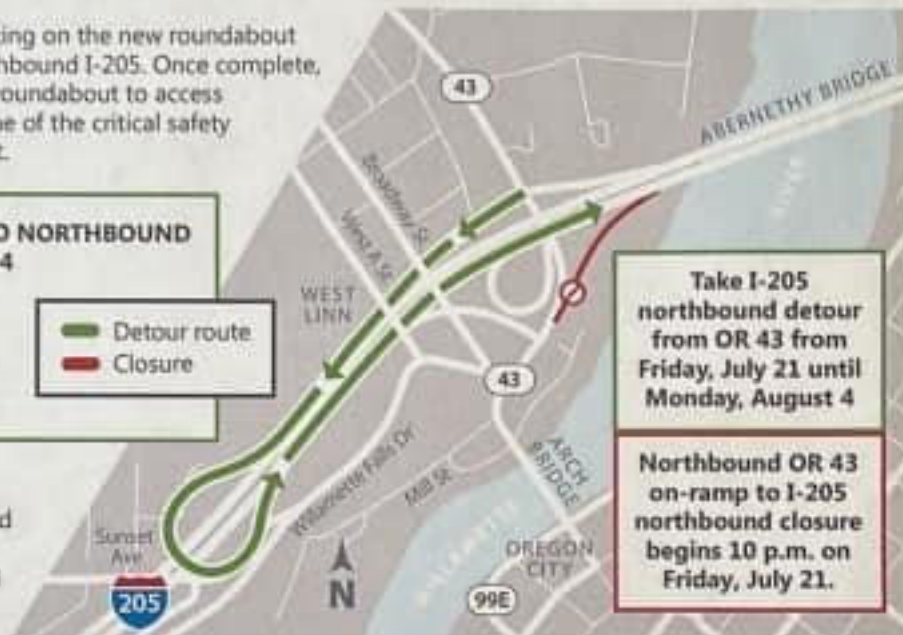 ing on the new roundabout
hbound I-205. Once complete,
oundabout to access
e of the critical safety
t.
NORTHBOUND
4
Detour route
Closure
43
ABERNETHY BRIDGE
RIVER
Broadway St
West A St
WEST
LINN
Take I-205
northbound detour
from OR 43 from
Friday, July 21 until
Monday, August 4
43
Northbound OR 43
on-ramp to I-205
northbound closure
begins 10 p.m. on
Friday, July 21.
Willamette Falls Dr
Mill St
ARCH
BRIDGE
WILLAMETTE
OREGON
CITY
d
Sunset
Ave
205
N
99E